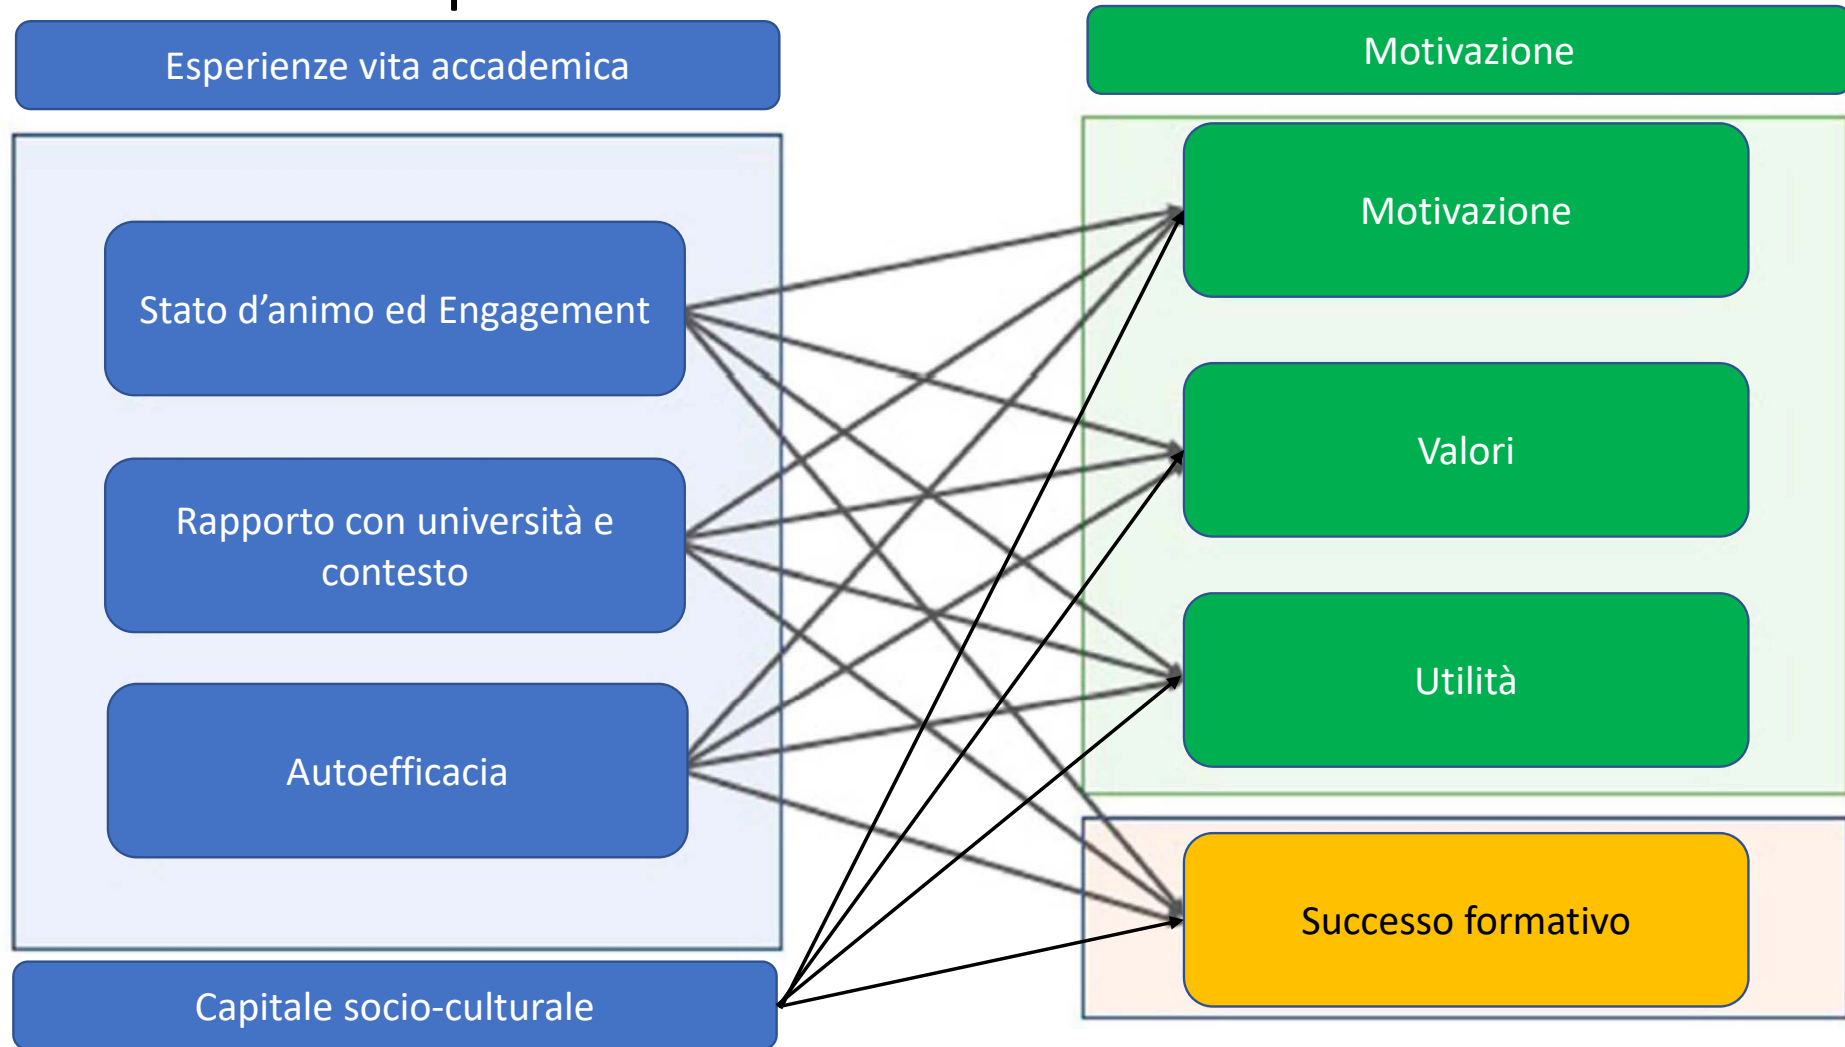 Esperienze vita accademica
Stato d’animo ed Engagement
Rapporto con università e
contesto
Autoefficacia
Capitale socio-culturale
Motivazione
Motivazione
Valori
Utilità
Successo formativo